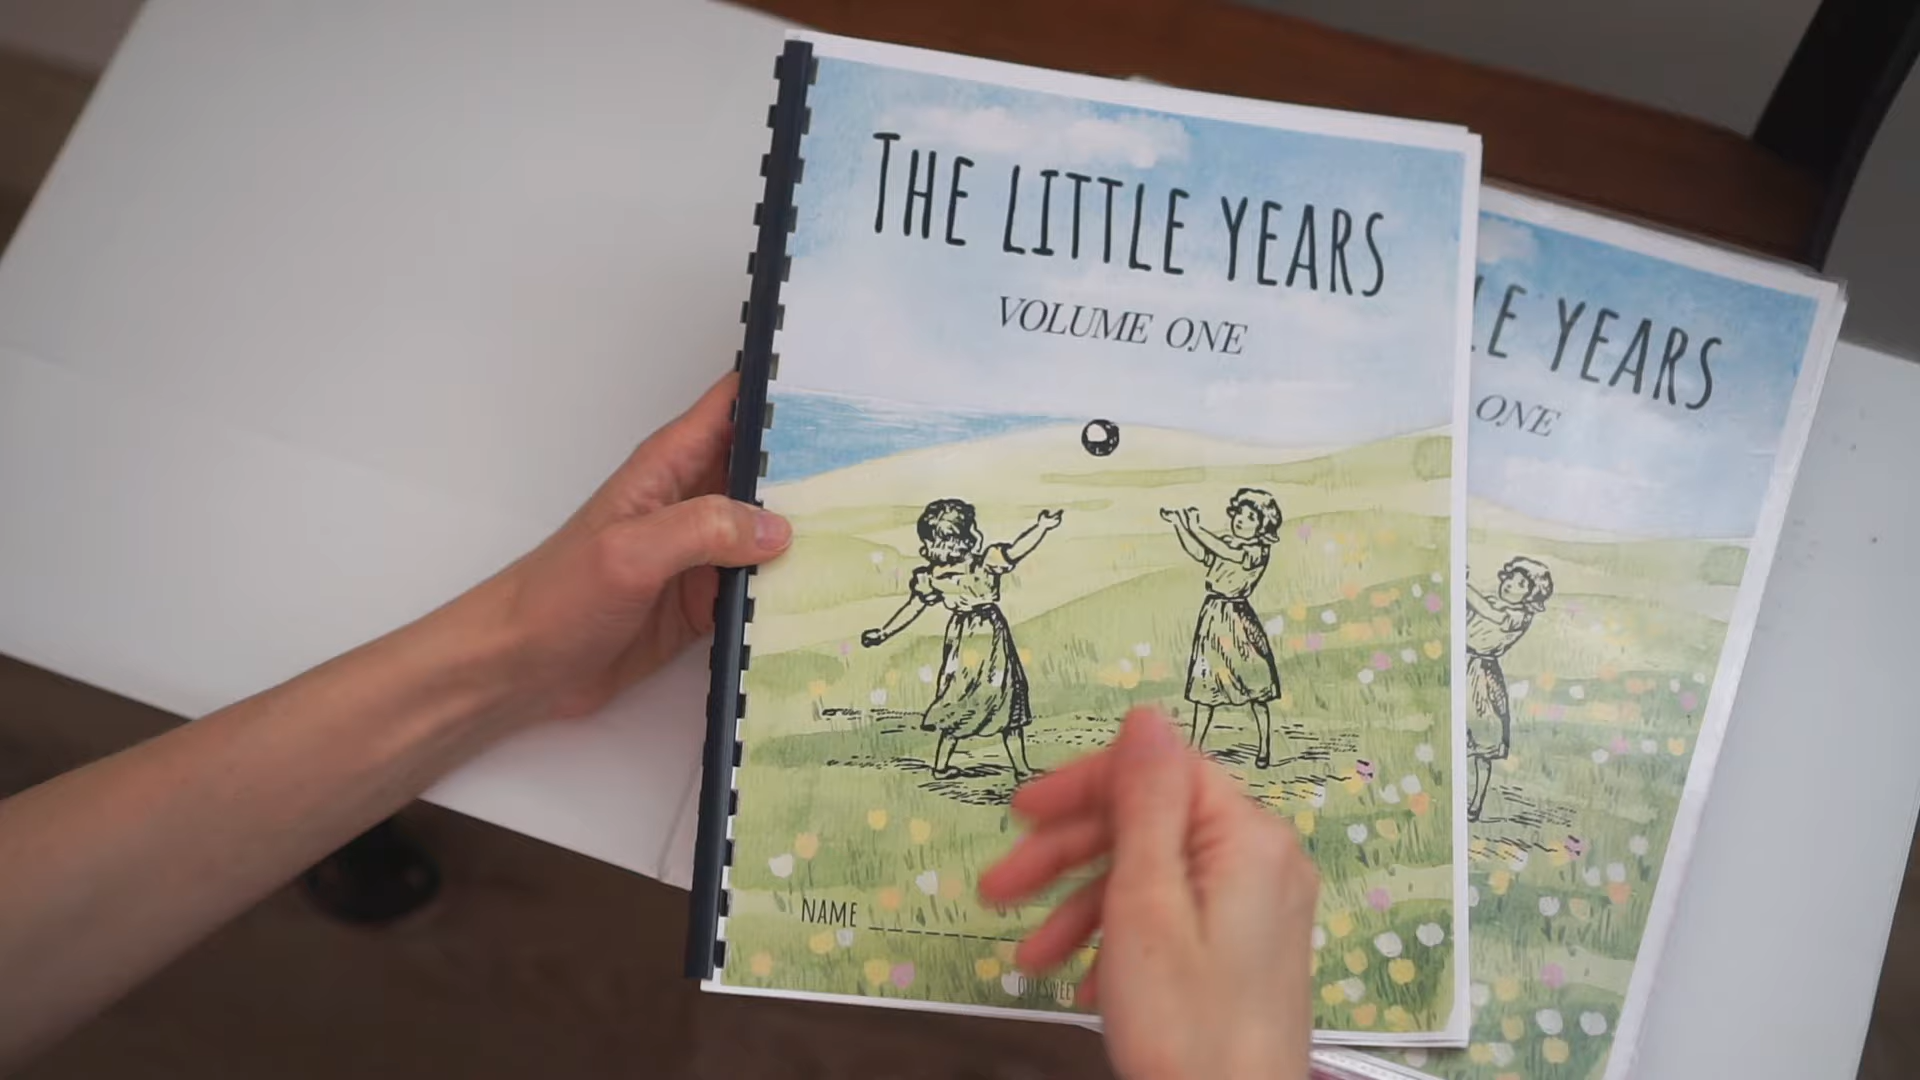 THE LITTLE YEARS
VOLUME ONE
NAME
LE YEARS
ONE